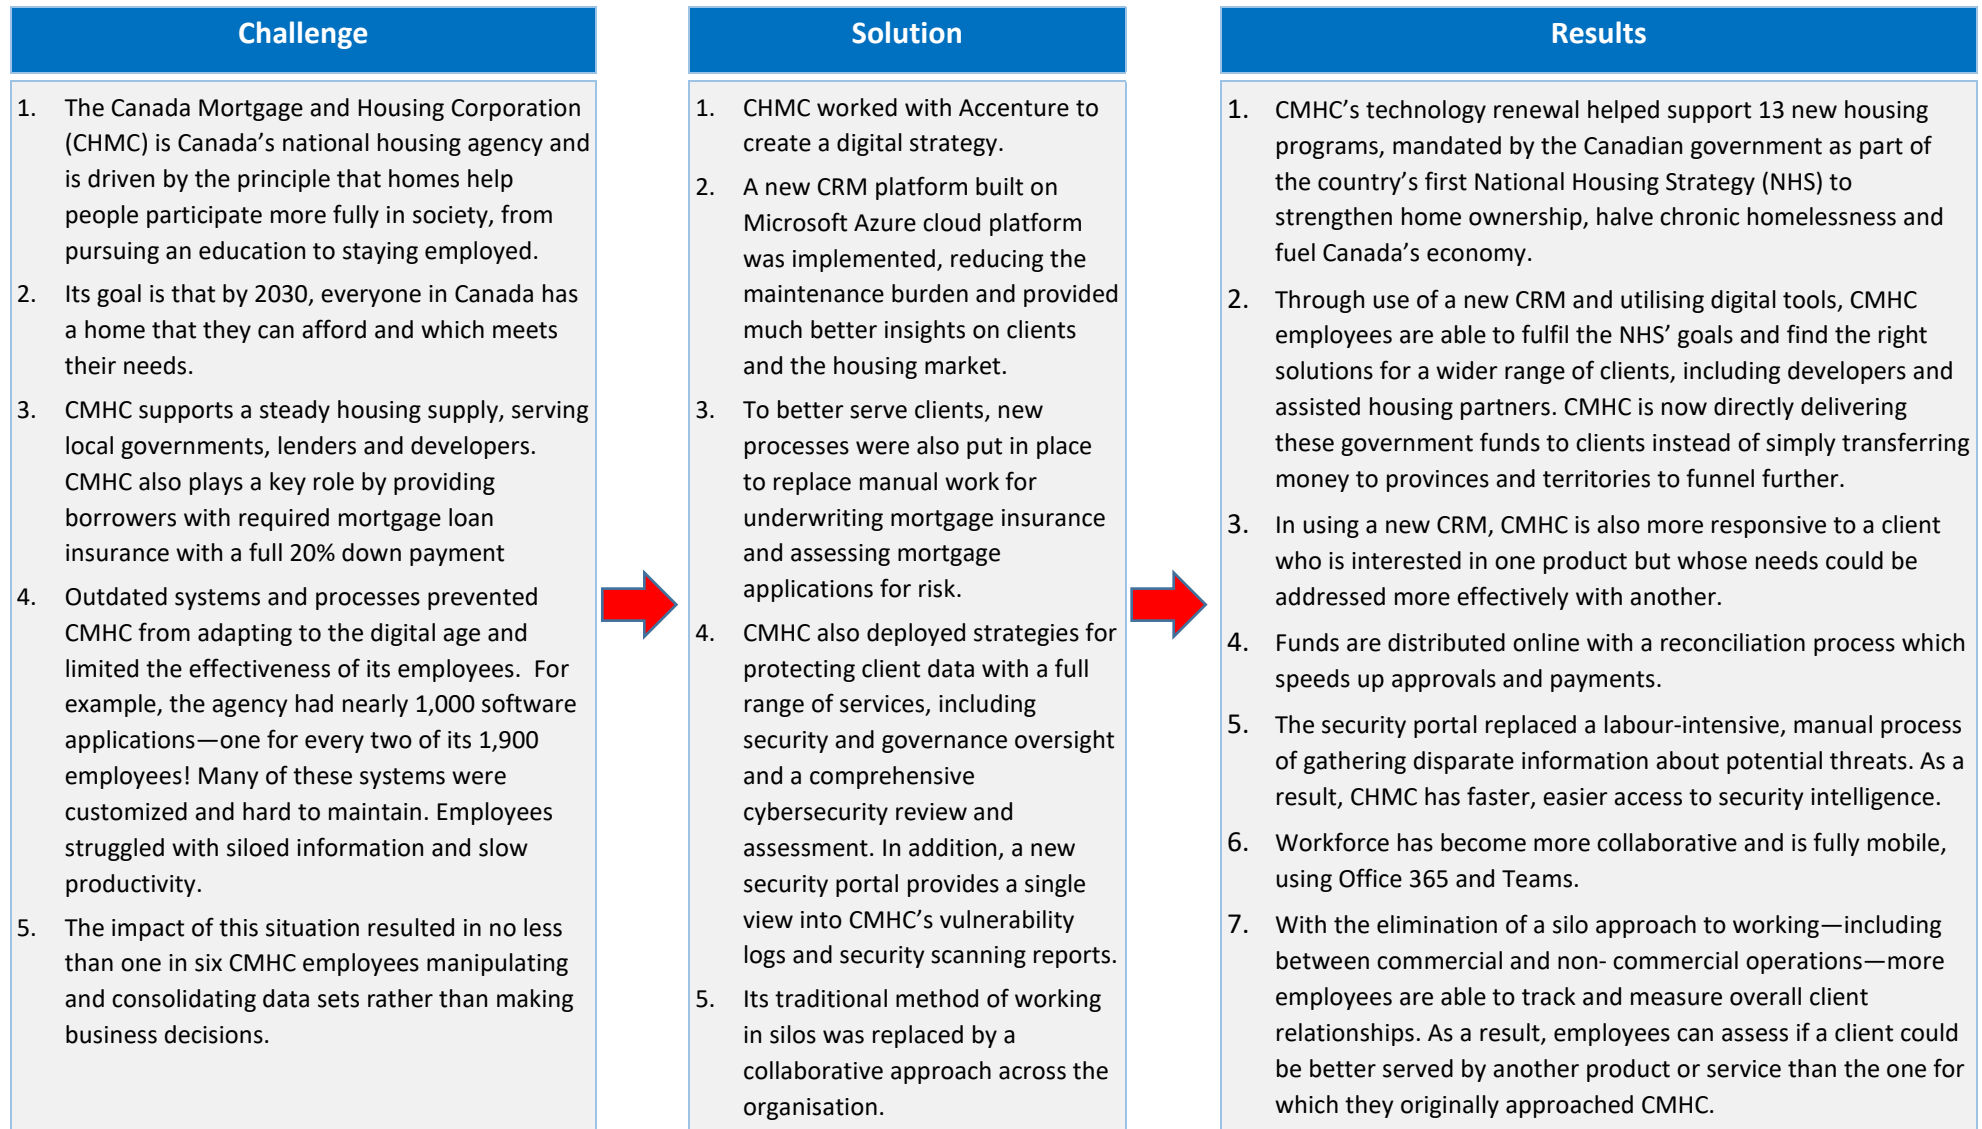 Challenge
1. The Canada Mortgage and Housing Corporation
(CHMC) is Canada’s national housing agency and
is driven by the principle that homes help
people participate more fully in society, from
pursuing an education to staying employed.
2. Its goal is that by 2030, everyone in Canada has
a home that they can afford and which meets
their needs.
3. CMHC supports a steady housing supply, serving
local governments, lenders and developers.
CMHC also plays a key role by providing
borrowers with required mortgage loan
insurance with a full 20% down payment
4. Outdated systems and processes prevented
CMHC from adapting to the digital age and
limited the effectiveness of its employees.  For
example, the agency had nearly 1,000 software
applications—one for every two of its 1,900
employees! Many of these systems were
customized and hard to maintain. Employees
struggled with siloed information and slow
productivity.
5. The impact of this situation resulted in no less
than one in six CMHC employees manipulating
and consolidating data sets rather than making
business decisions.
Solution
1. CHMC worked with Accenture to
create a digital strategy.
2. A new CRM platform built on
Microsoft Azure cloud platform
was implemented, reducing the
maintenance burden and provided
much better insights on clients
and the housing market.
3. To better serve clients, new
processes were also put in place
to replace manual work for
underwriting mortgage insurance
and assessing mortgage
applications for risk.
4. CMHC also deployed strategies for
protecting client data with a full
range of services, including
security and governance oversight
and a comprehensive
cybersecurity review and
assessment. In addition, a new
security portal provides a single
view into CMHC’s vulnerability
logs and security scanning reports.
5. Its traditional method of working
in silos was replaced by a
collaborative approach across the
organisation.
Results
1. CMHC’s technology renewal helped support 13 new housing
programs, mandated by the Canadian government as part of
the country’s first National Housing Strategy (NHS) to
strengthen home ownership, halve chronic homelessness and
fuel Canada’s economy.
2. Through use of a new CRM and utilising digital tools, CMHC
employees are able to fulfil the NHS’ goals and find the right
solutions for a wider range of clients, including developers and
assisted housing partners. CMHC is now directly delivering
these government funds to clients instead of simply transferring
money to provinces and territories to funnel further.
3. In using a new CRM, CMHC is also more responsive to a client
who is interested in one product but whose needs could be
addressed more effectively with another.
4. Funds are distributed online with a reconciliation process which
speeds up approvals and payments.
5. The security portal replaced a labour-intensive, manual process
of gathering disparate information about potential threats. As a
result, CHMC has faster, easier access to security intelligence.
6. Workforce has become more collaborative and is fully mobile,
using Office 365 and Teams.
7. With the elimination of a silo approach to working—including
between commercial and non- commercial operations—more
employees are able to track and measure overall client
relationships. As a result, employees can assess if a client could
be better served by another product or service than the one for
which they originally approached CMHC.